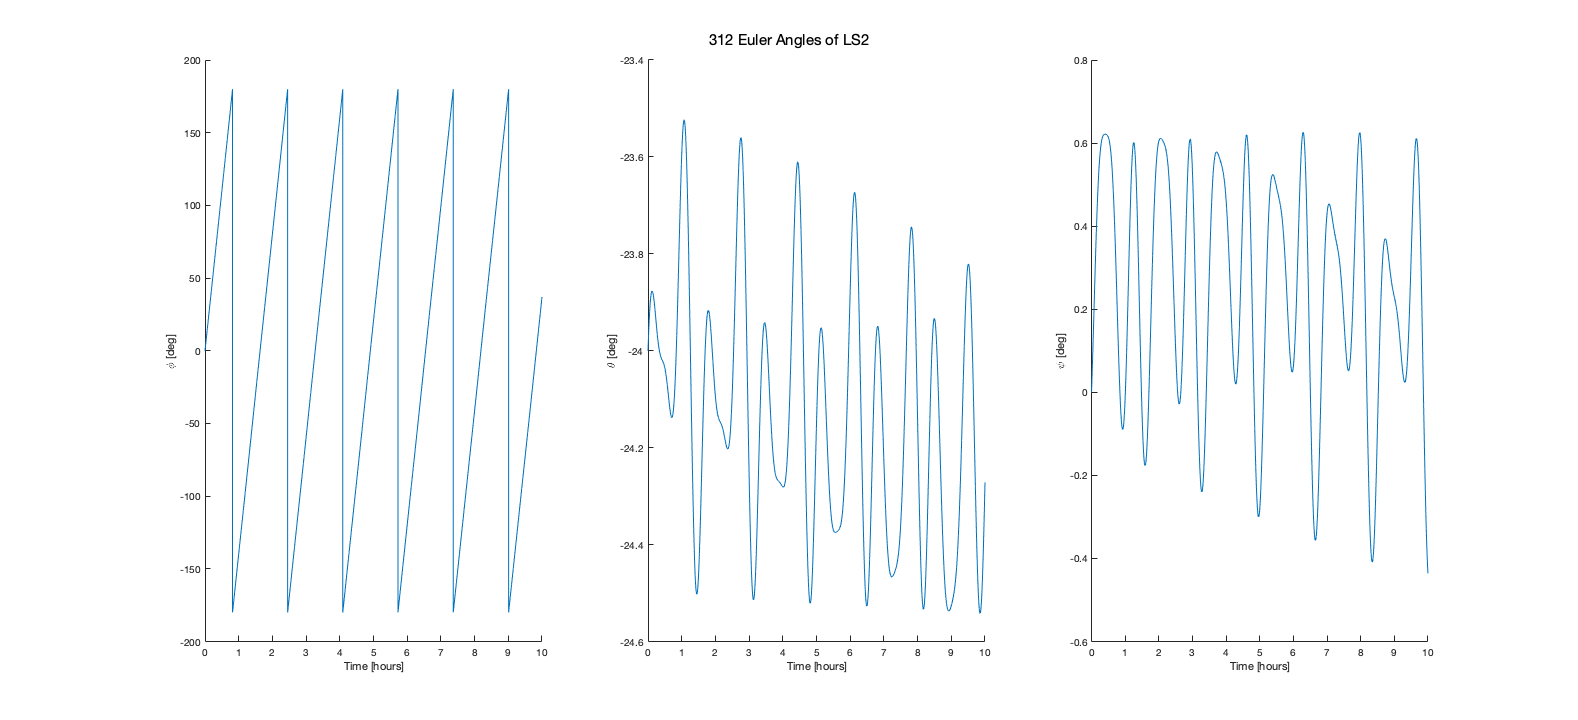 312 Euler Angles of LS2
200
150
100
50
0
-50
-100
-150
-200
ϕ [deg]
0 1 2 3 4 5 6 7 8 9 10
Time [hours]
-23.4
-23.6
-23.8
-24
-24.2
-24.4
-24.6
θ [deg]
0 1 2 3 4 5 6 7 8 9 10
Time [hours]
0.8
0.6
0.4
0.2
0
-0.2
-0.4
-0.6
ψ [deg]
0 1 2 3 4 5 6 7 8 9 10
Time [hours]